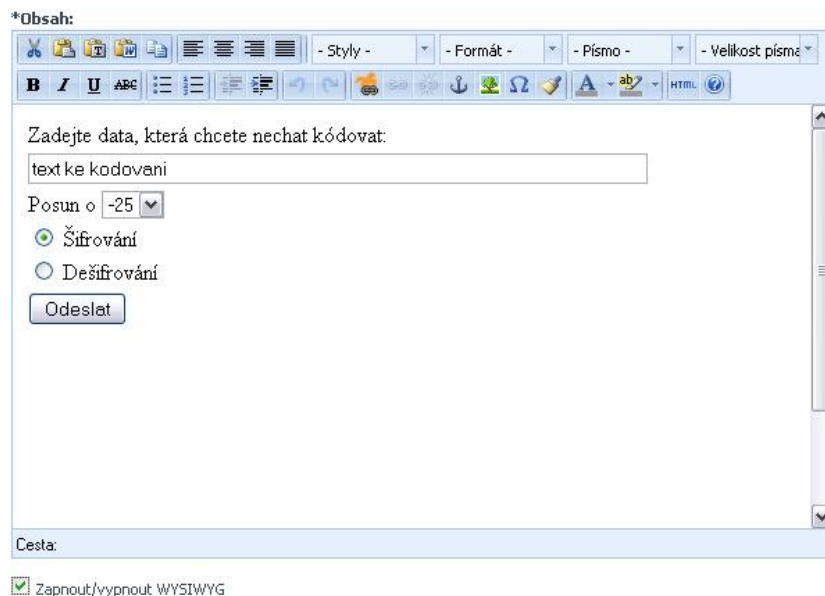 *Obsah:
- Styly - - Formát - - Písmo - - Velikost písma
B I U ABC Ω A ab HTML
Zadejte data, která chcete nechat kódovat:
text ke kodovani
Posun o -25
Šifrování
Dešifrování
Odeslat
Cesta:
Zapnout/vypnout WYSIWYG